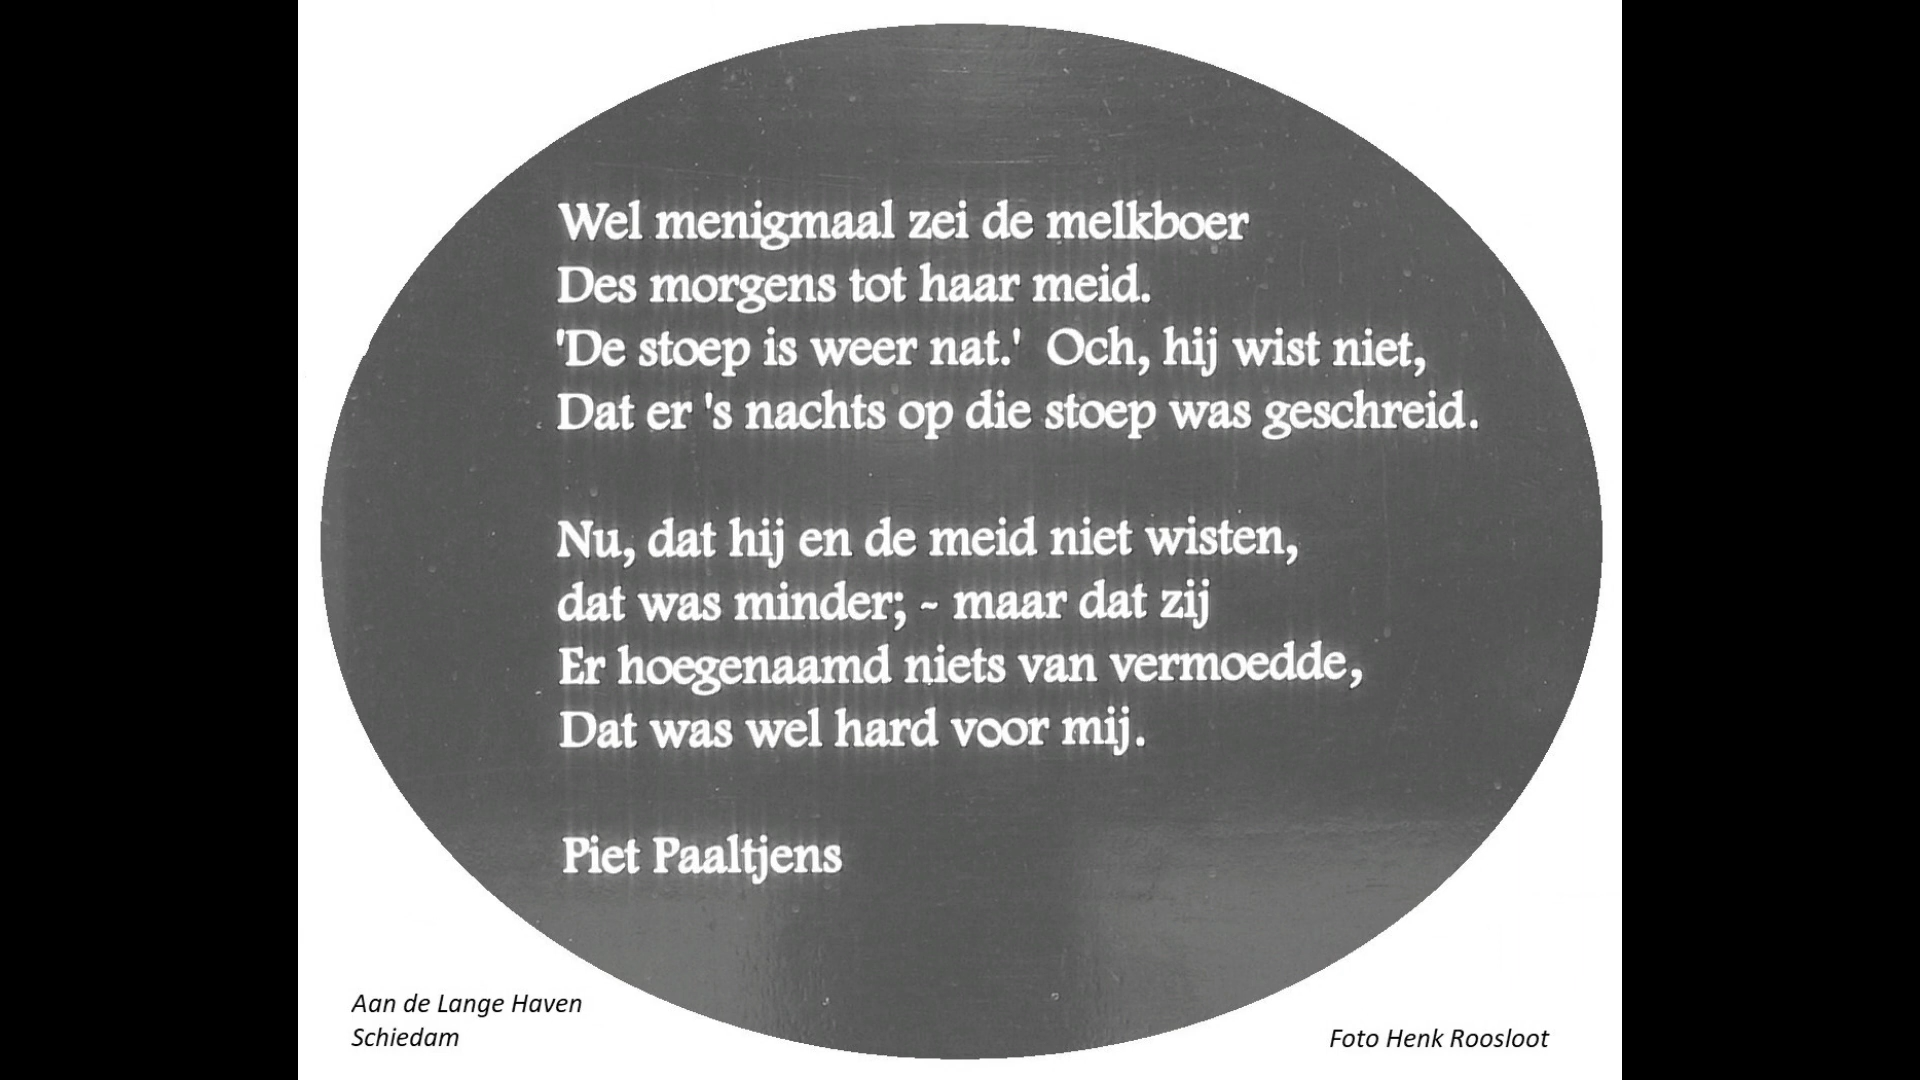 Wel menigmaal zei de melkboer
Des morgens tot haar meid.
'De stoep is weer nat.' Och, hij wist niet,
Dat er 's nachts op die stoep was geschreid.
Nu, dat hij en de meid niet wisten,
dat was minder; - maar dat zij
Er hoegenaamd niets van vermoedde,
Dat was wel hard voor mij.
Piet Paaltjens
Aan de Lange Haven
Schiedam
Foto Henk Roosloot